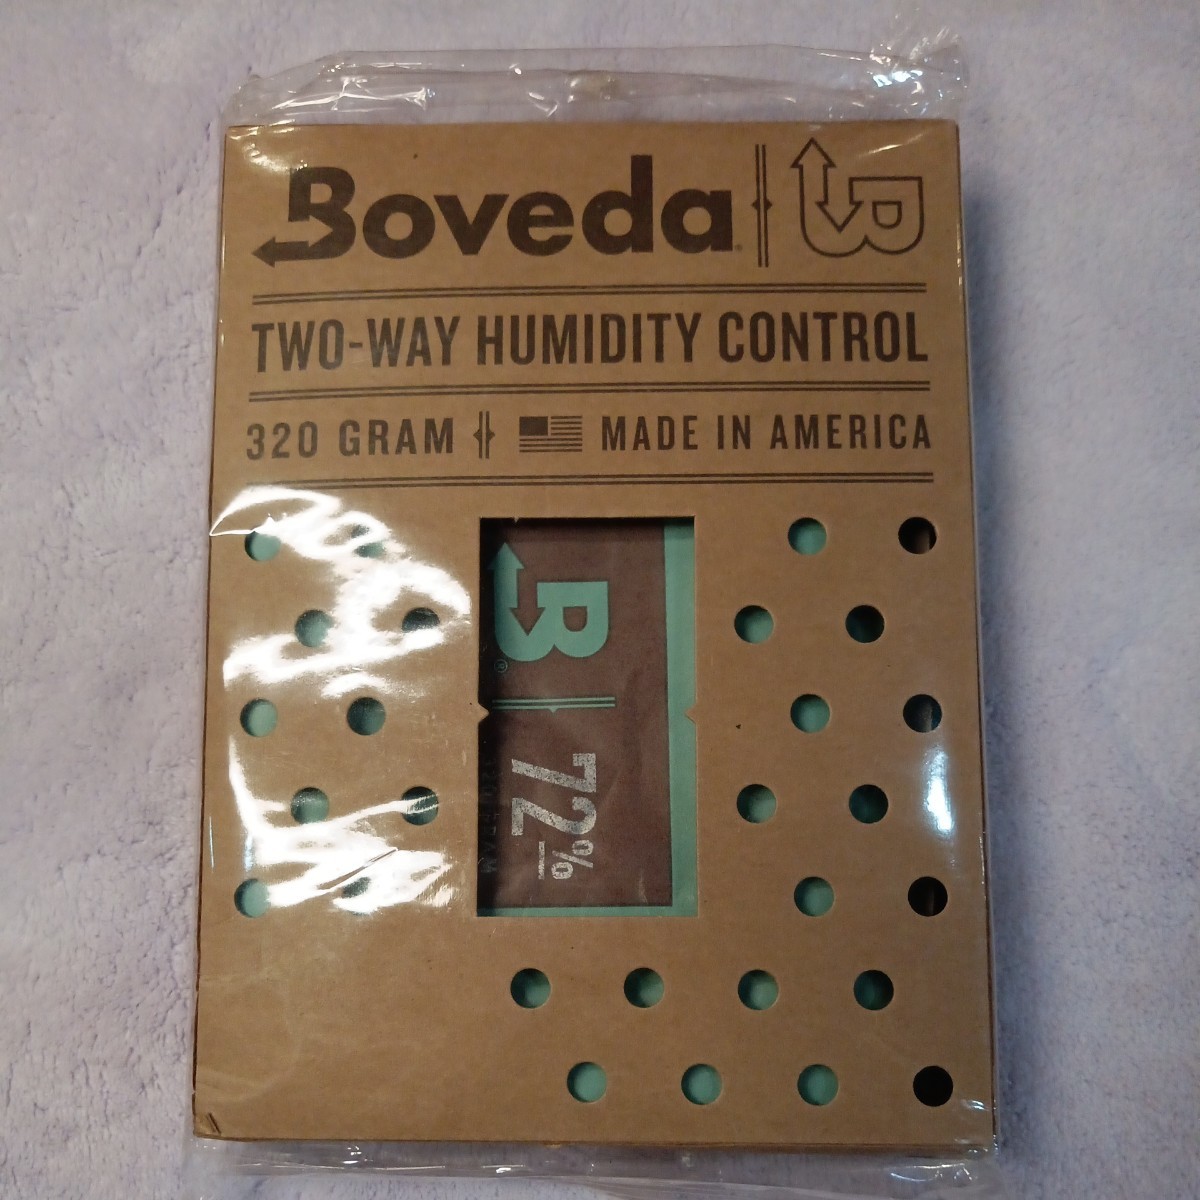 Boveda
TWO-WAY HUMIDITY CONTROL
320 GRAM MADE IN AMERICA
B
72%